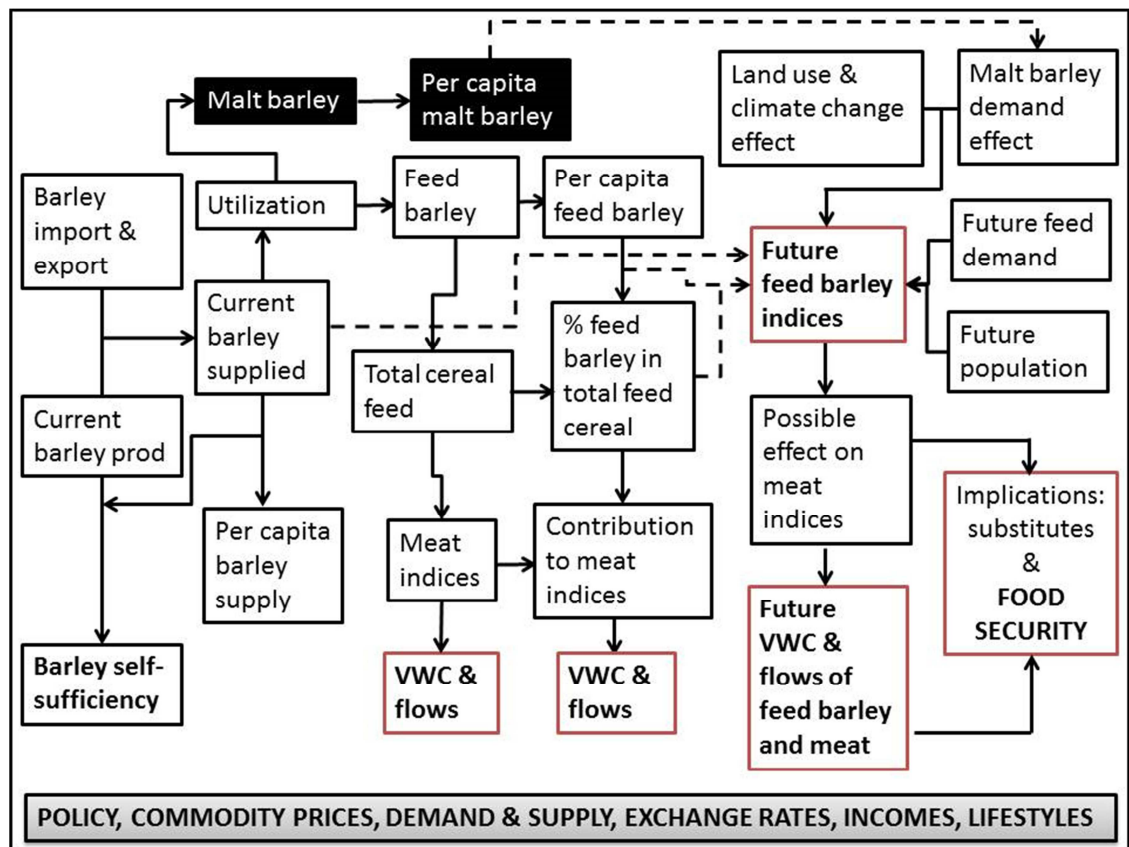 Malt barley
Per capita
malt barley
Land use &
climate change
effect
Malt barley
demand
effect
Barley
import &
export
Utilization
Feed
barley
Per capita
feed barley
Future
feed barley
indices
Future feed
demand
Future
population
Current
barley
supplied
Current
barley prod
Total cereal
feed
% feed
barley in
total feed
cereal
Possible
effect on
meat
indices
Implications:
substitutes
&
FOOD
SECURITY
Per capita
barley
supply
Meat
indices
Contribution
to meat
indices
Barley self-
sufficiency
VWC &
flows
VWC &
flows
Future
VWC &
flows of
feed barley
and meat
POLICY, COMMODITY PRICES, DEMAND & SUPPLY, EXCHANGE RATES, INCOMES, LIFESTYLES